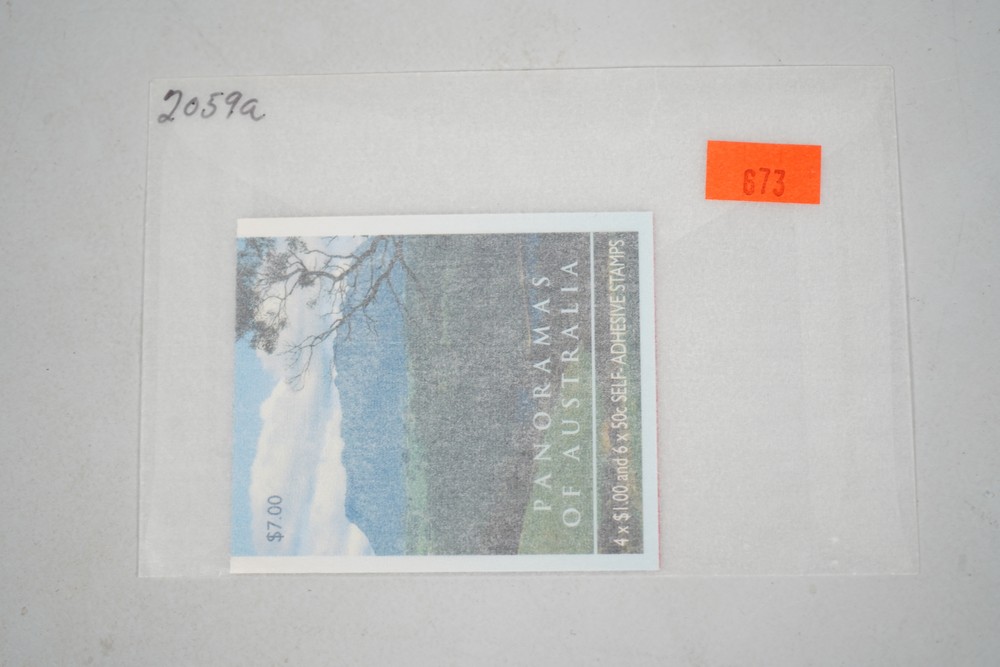 2059a
673
$7.00
PANORAMAS
OF AUSTRALIA
4 x $1.00 and 6 x 50c SELF-ADHESIVE STAMPS